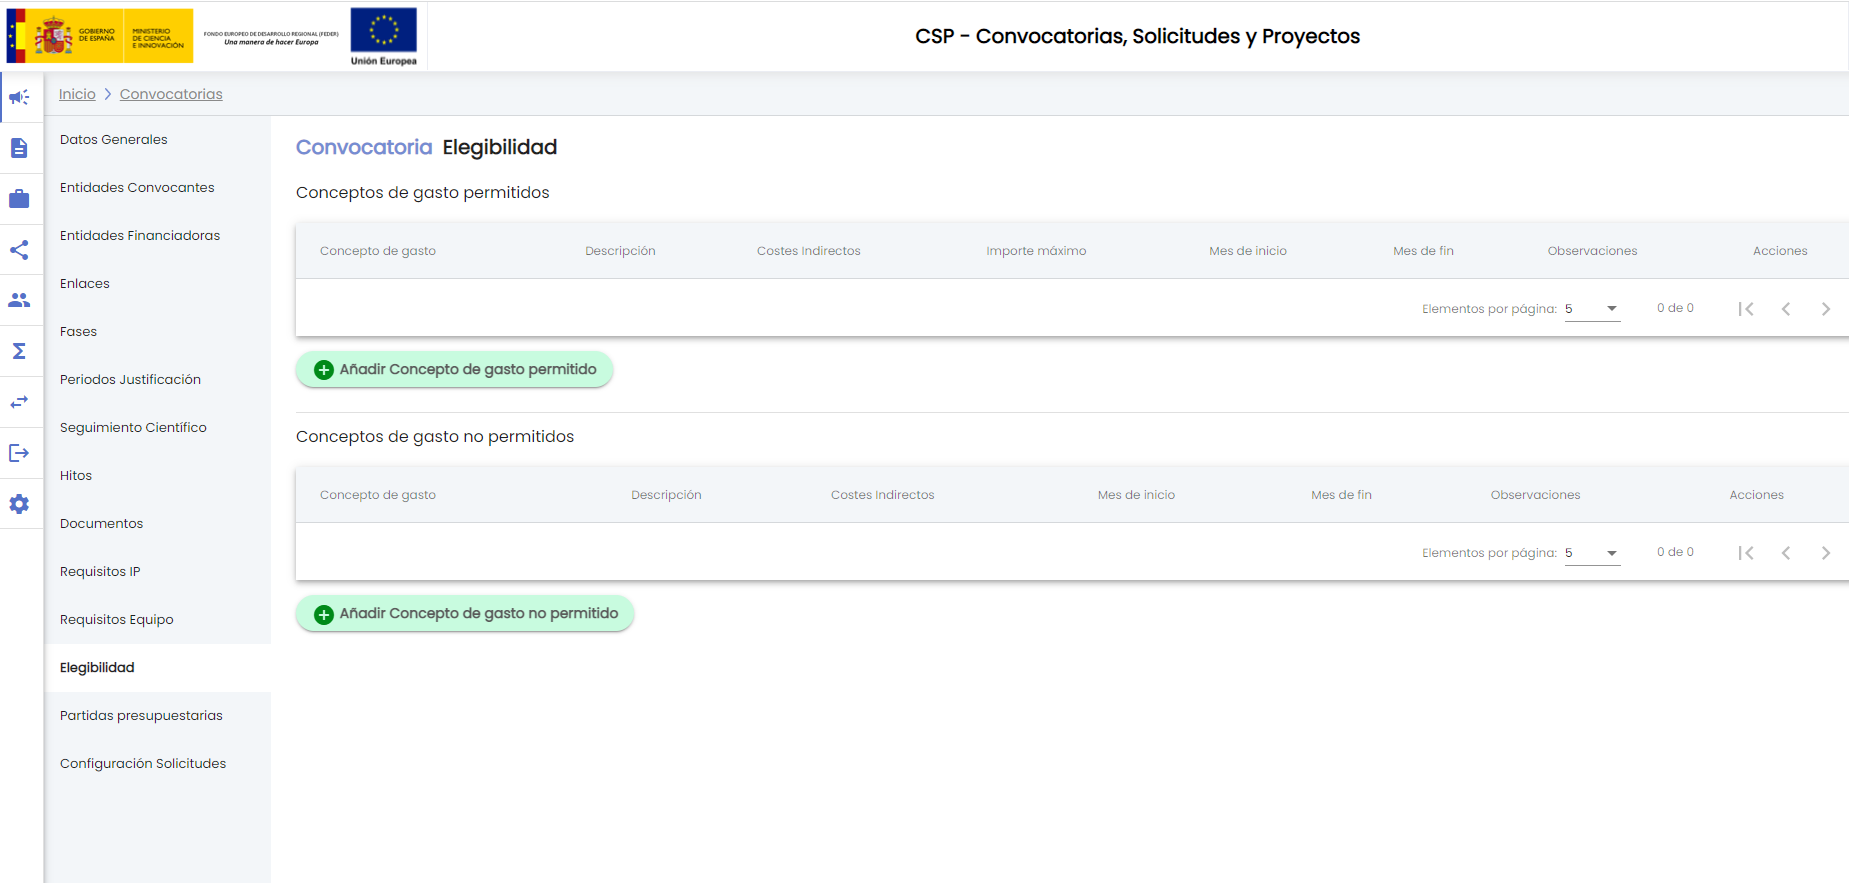 GOBIERNO
DE ESPAÑA
MINISTERIO
DE CIENCIA
E INNOVACIÓN
FONDO EUROPEO DE DESARROLLO REGIONAL (FEDER)
Una manera de hacer Europa
Unión Europea
CSP - Convocatorias, Solicitudes y Proyectos
Inicio > Convocatorias
Datos Generales
Entidades Convocantes
Entidades Financiadoras
Enlaces
Fases
Periodos Justificación
Seguimiento Científico
Hitos
Documentos
Requisitos IP
Requisitos Equipo
Elegibilidad
Partidas presupuestarias
Configuración Solicitudes
Convocatoria Elegibilidad
Conceptos de gasto permitidos
Concepto de gasto Descripción Costes Indirectos Importe máximo Mes de inicio Mes de fin Observaciones Acciones
Elementos por página: 5 0 de 0
Añadir Concepto de gasto permitido
Conceptos de gasto no permitidos
Concepto de gasto Descripción Costes Indirectos Mes de inicio Mes de fin Observaciones Acciones
Elementos por página: 5 0 de 0
Añadir Concepto de gasto no permitido